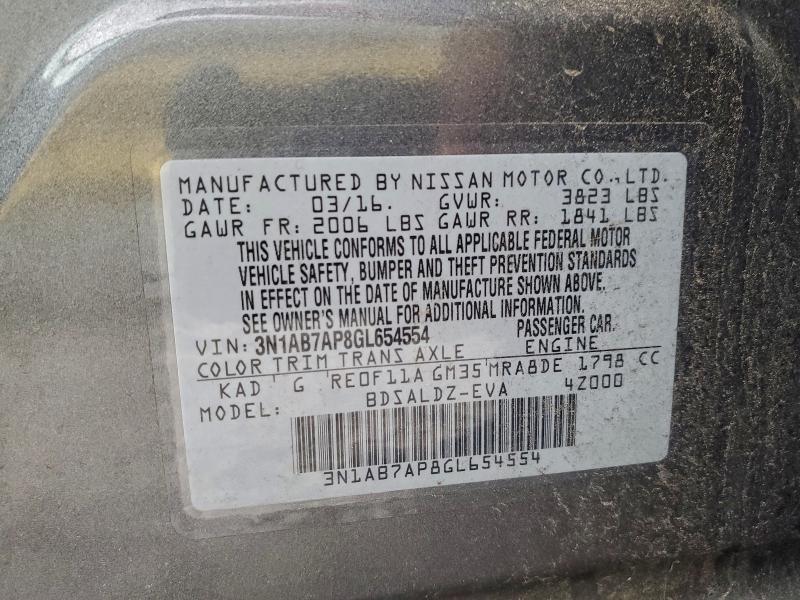 MANUFACTURED BY NISSAN MOTOR CO.,LTD.
DATE: 03/16. GVWR: 3823 LBS
GAWR FR: 2006 LBS GAWR RR: 1841 LBS
THIS VEHICLE CONFORMS TO ALL APPLICABLE FEDERAL MOTOR
VEHICLE SAFETY, BUMPER AND THEFT PREVENTION STANDARDS
IN EFFECT ON THE DATE OF MANUFACTURE SHOWN ABOVE.
SEE OWNER'S MANUAL FOR ADDITIONAL INFORMATION.
VIN: 3N1AB7AP8GL654554 PASSENGER CAR.
COLOR TRIM TRANS AXLE ENGINE
KAD G RE0F11A GM35 MRA8DE 1798 CC
MODEL: BDSALDZ-EVA 4Z000
3N1AB7AP8GL654554